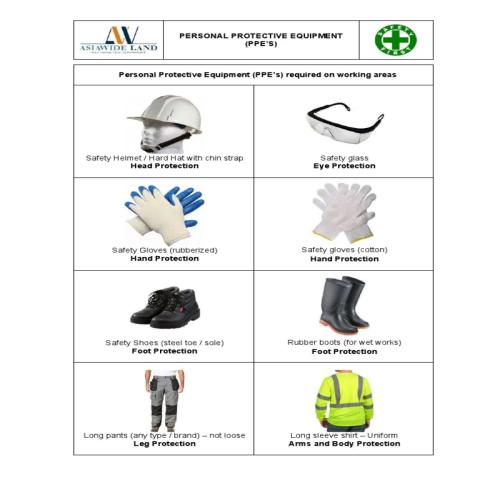 ASIAWIDE LAND
PERSONAL PROTECTIVE EQUIPMENT
(PPE'S)
SAFETY
FIRST
Personal Protective Equipment (PPE's) required on working areas
Safety Helmet / Hard Hat with chin strap
Head Protection
Safety glass
Eye Protection
Safety Gloves (rubberized)
Hand Protection
Safety gloves (cotton)
Hand Protection
Safety Shoes (steel toe / sole)
Foot Protection
Rubber boots (for wet works)
Foot Protection
Long pants (any type / brand) – not loose
Leg Protection
Long sleeve shirt – Uniform
Arms and Body Protection